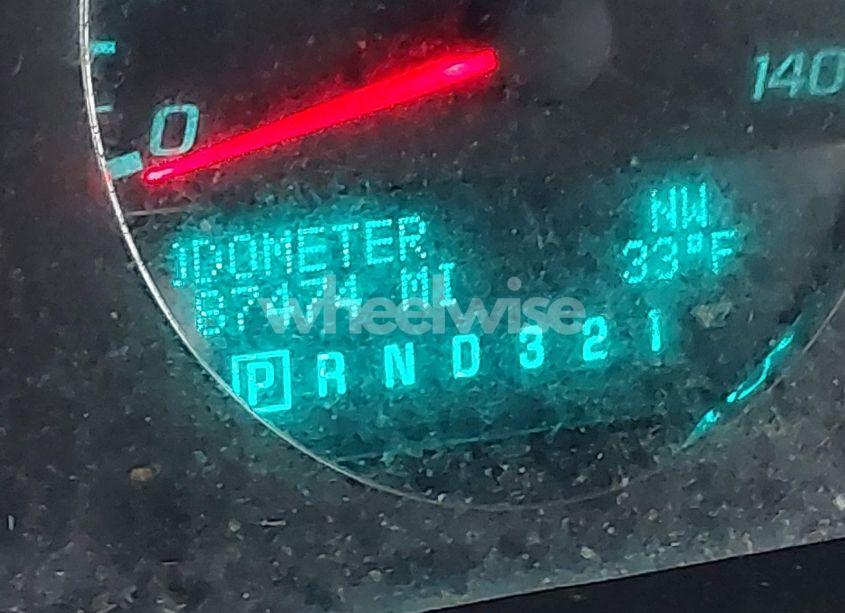 0
140
ODOMETER NW
87474 MI 33°F
wheelwise
P R N D 3 2 1